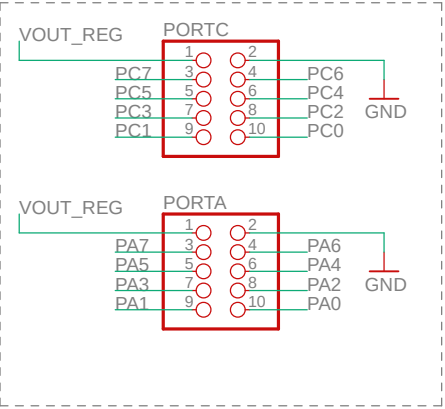 VOUT_REG PORTC
1 2
PC7 3 4 PC6
PC5 5 6 PC4
PC3 7 8 PC2
PC1 9 10 PC0
GND
VOUT_REG PORTA
1 2
PA7 3 4 PA6
PA5 5 6 PA4
PA3 7 8 PA2
PA1 9 10 PA0
GND